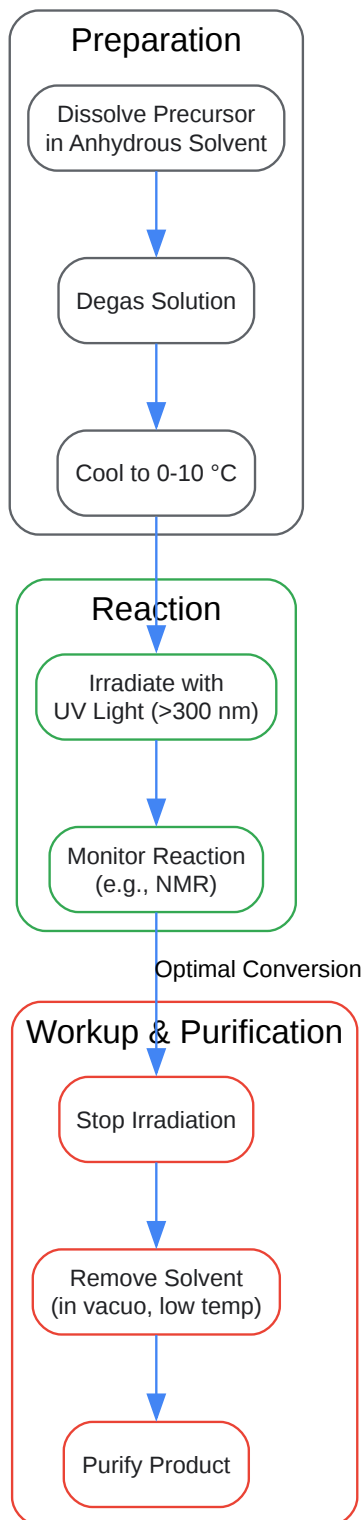 Preparation
Dissolve Precursor
in Anhydrous Solvent
Degas Solution
Cool to 0-10 °C
Reaction
Irradiate with
UV Light (>300 nm)
Monitor Reaction
(e.g., NMR)
Optimal Conversion
Workup & Purification
Stop Irradiation
Remove Solvent
(in vacuo, low temp)
Purify Product